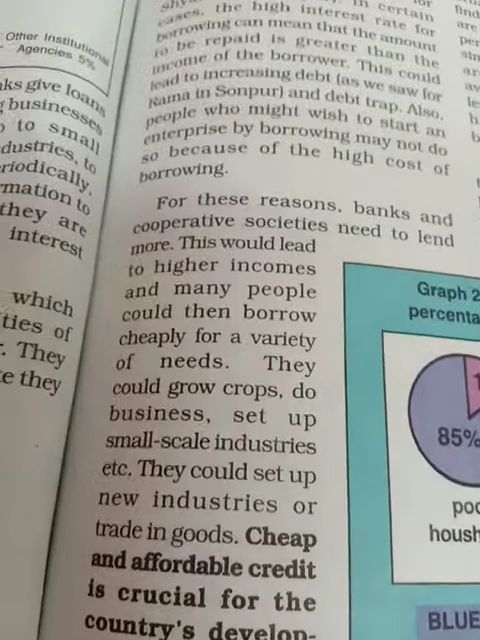 Other Institutional
Agencies 5%
ks give loans
businesses
to small
dustries, to
riodically,
mation to
they are
interest
which
ties of
. They
e they
in certain
cases, the high interest rate for
borrowing can mean that the amount
to be repaid is greater than the
income of the borrower. This could
lead to increasing debt (as we saw for
Rama in Sonpur) and debt trap. Also,
people who might wish to start an
enterprise by borrowing may not do
so because of the high cost of
borrowing.
For these reasons, banks and
cooperative societies need to lend
more. This would lead
to higher incomes
and many people
could then borrow
cheaply for a variety
of needs. They
could grow crops, do
business, set up
small-scale industries
etc. They could set up
new industries or
trade in goods. Cheap
and affordable credit
is crucial for the
country's develop-
Graph 2
percenta
85%
poo
housh
BLUE